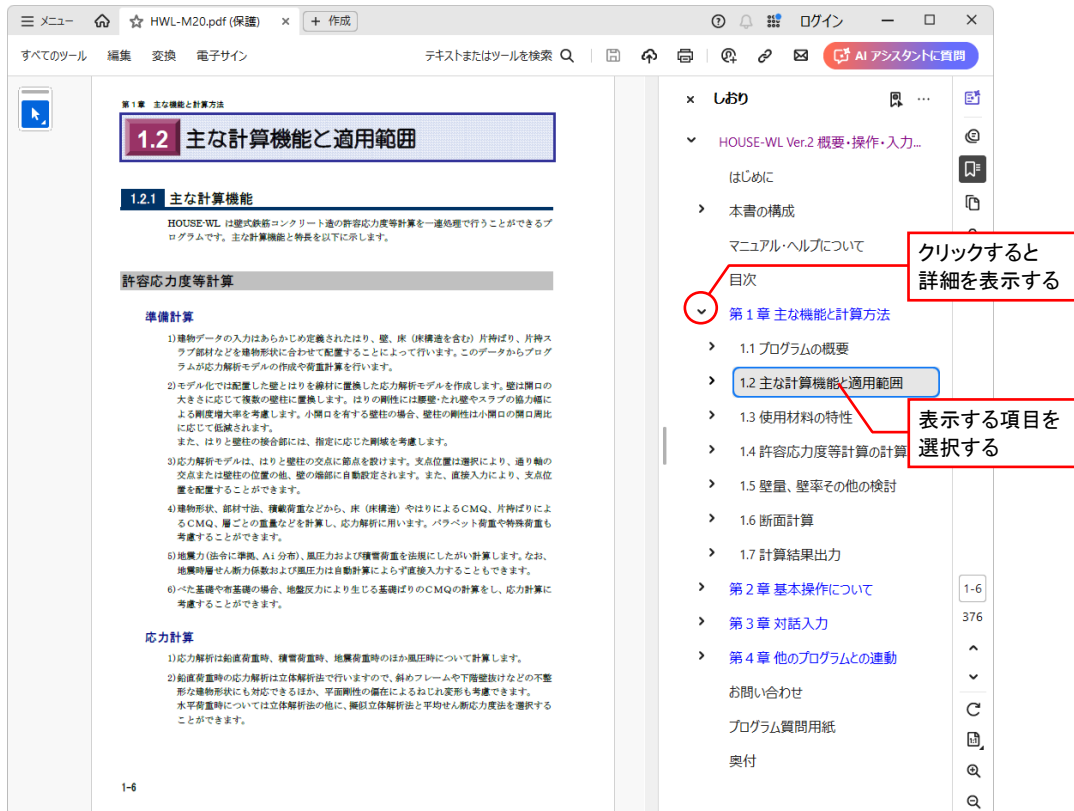 メニュー
HWL-M20.pdf (保護)
×
+ 作成
ログイン
すべてのツール
編集
変換
電子サイン
テキストまたはツールを検索
AI アシスタントに質問
第1章 主な機能と計算方法
1.2 主な計算機能と適用範囲
1.2.1 主な計算機能
HOUSE-WL は壁式鉄筋コンクリート造の許容応力度等計算を一連処理で行うことができるプ
ログラムです。主な計算機能と特長を以下に示します。
許容応力度等計算
準備計算
1)建物データの入力はあらかじめ定義されたはり、壁、床（床構造を含む）片持ばり、片持ス
ラブ部材などを建物形状に合わせて配置することによって行います。このデータからプログ
ラムが応力解析モデルの作成や荷重計算を行います。
2)モデル化では配置した壁とはりを線材に置換した応力解析モデルを作成します。壁は開口の
大きさに応じて複数の壁柱に置換します。はりの剛性には腰壁・たれ壁やスラブの協力幅に
よる剛度増大率を考慮します。小開口を有する壁柱の場合、壁柱の剛性は小開口の開口周比
に応じて低減されます。
また、はりと壁柱の接合部には、指定に応じた剛域を考慮します。
3)応力解析モデルは、はりと壁柱の交点に節点を設けます。支点位置は選択により、通り軸の
交点または壁柱の位置の他、壁の端部に自動設定されます。また、直接入力により、支点位
置を配置することができます。
4)建物形状、部材寸法、積載荷重などから、床（床構造）やはりによるCMQ、片持ばりによ
るCMQ、層ごとの重量などを計算し、応力解析に用います。パラペット荷重や特殊荷重も
考慮することができます。
5)地震力(法令に準拠、Ai 分布)、風圧力および積雪荷重を法規にしたがい計算します。なお、
地震時層せん断力係数および風圧力は自動計算によらず直接入力することもできます。
6)べた基礎や布基礎の場合、地盤反力により生じる基礎ばりのCMQの計算をし、応力計算に
考慮することができます。
応力計算
1)応力解析は鉛直荷重時、積雪荷重時、地震荷重時のほか風圧時について計算します。
2)鉛直荷重時の応力解析は立体解析法で行いますので、斜めフレームや下階壁抜けなどの不整
形な建物形状にも対応できるほか、平面剛性の偏在によるねじれ変形も考慮できます。
水平荷重時については立体解析法の他に、擬似立体解析法と平均せん断応力度法を選択する
ことができます。
1-6
しおり
HOUSE-WL Ver.2 概要・操作・入力...
はじめに
本書の構成
マニュアル・ヘルプについて
目次
第１章 主な機能と計算方法
1.1 プログラムの概要
1.2 主な計算機能と適用範囲
1.3 使用材料の特性
1.4 許容応力度等計算の計算
1.5 壁量、壁率その他の検討
1.6 断面計算
1.7 計算結果出力
第２章 基本操作について
第３章 対話入力
第４章 他のプログラムとの連動
お問い合わせ
プログラム質問用紙
奥付
クリックすると
詳細を表示する
表示する項目を
選択する
1-6
376